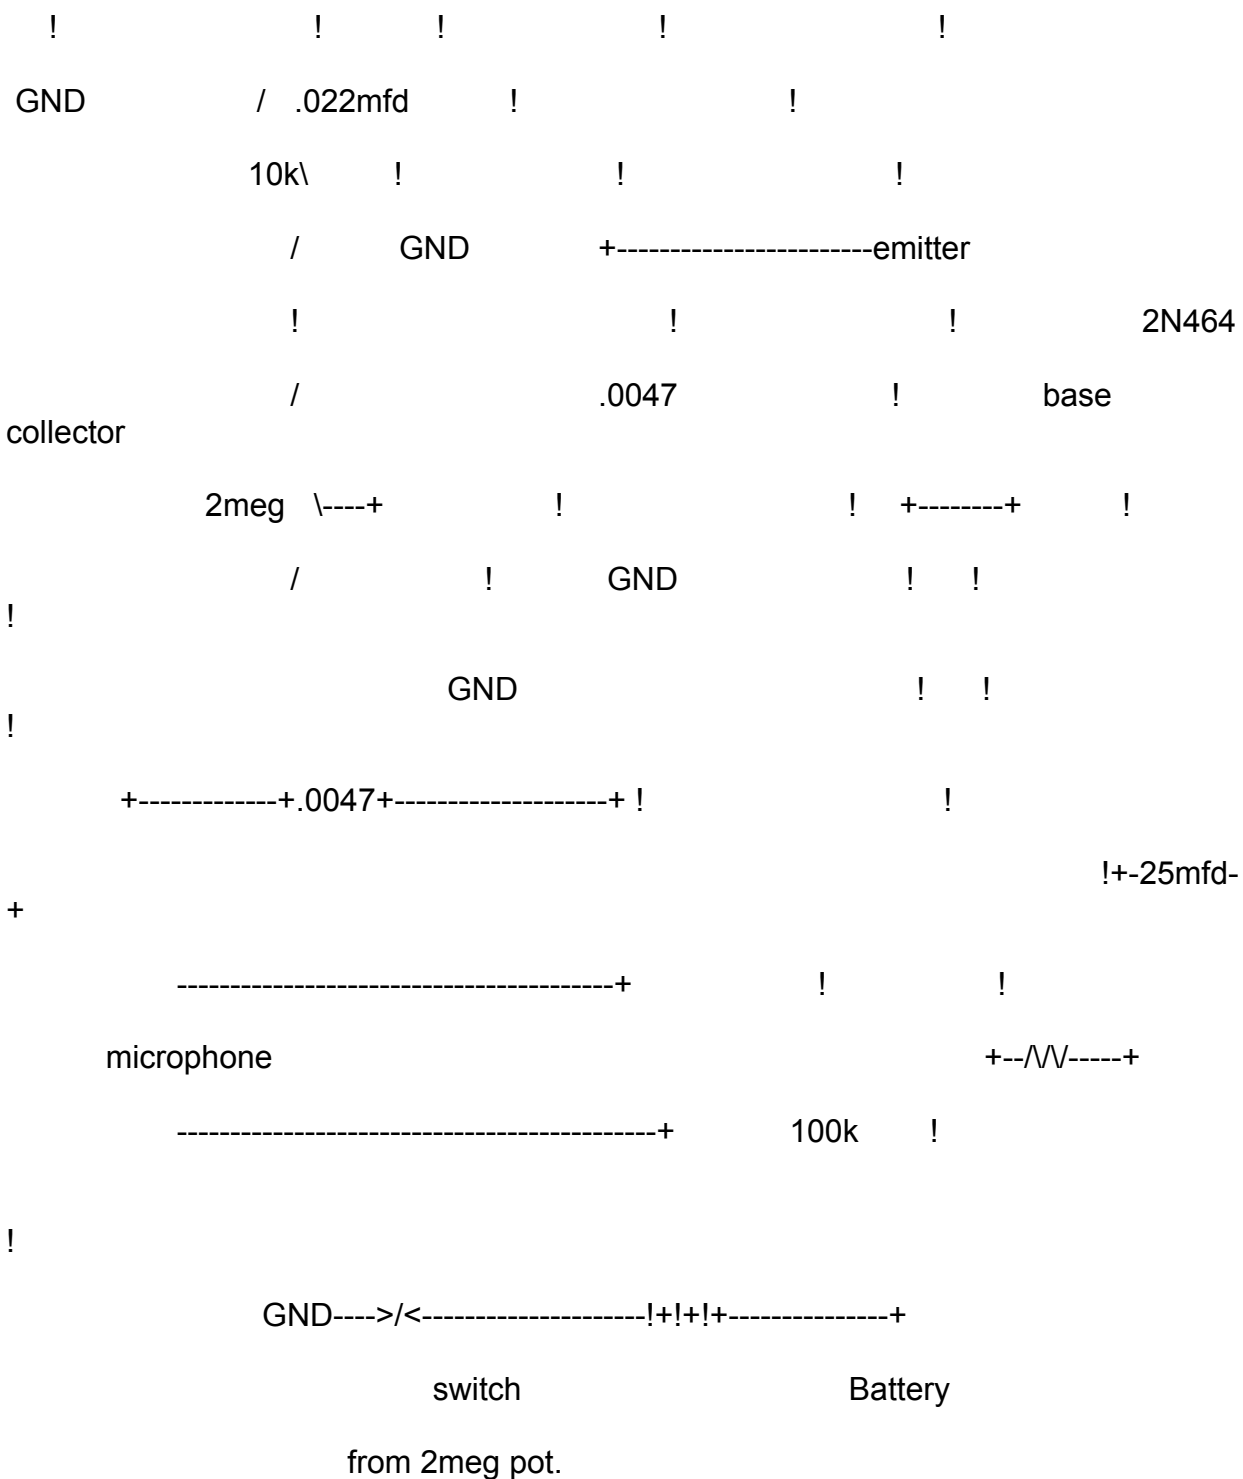 ! ! ! ! !
GND / .022mfd ! !
10k\ ! ! !
/ GND +------------------------emitter
! ! ! 2N464
/ .0047 ! base
collector
2meg \----+ ! ! +--------+ !
/ ! GND ! !
!
GND ! !
!
+-------------+.0047+--------------------+ ! !
!+-25mfd-
+
-----------------------------------------+ ! !
microphone +--/\/\/-----+
---------------------------------------------+ 100k !
!
GND---->/<---------------------!+!+!+---------------+
switch Battery
from 2meg pot.